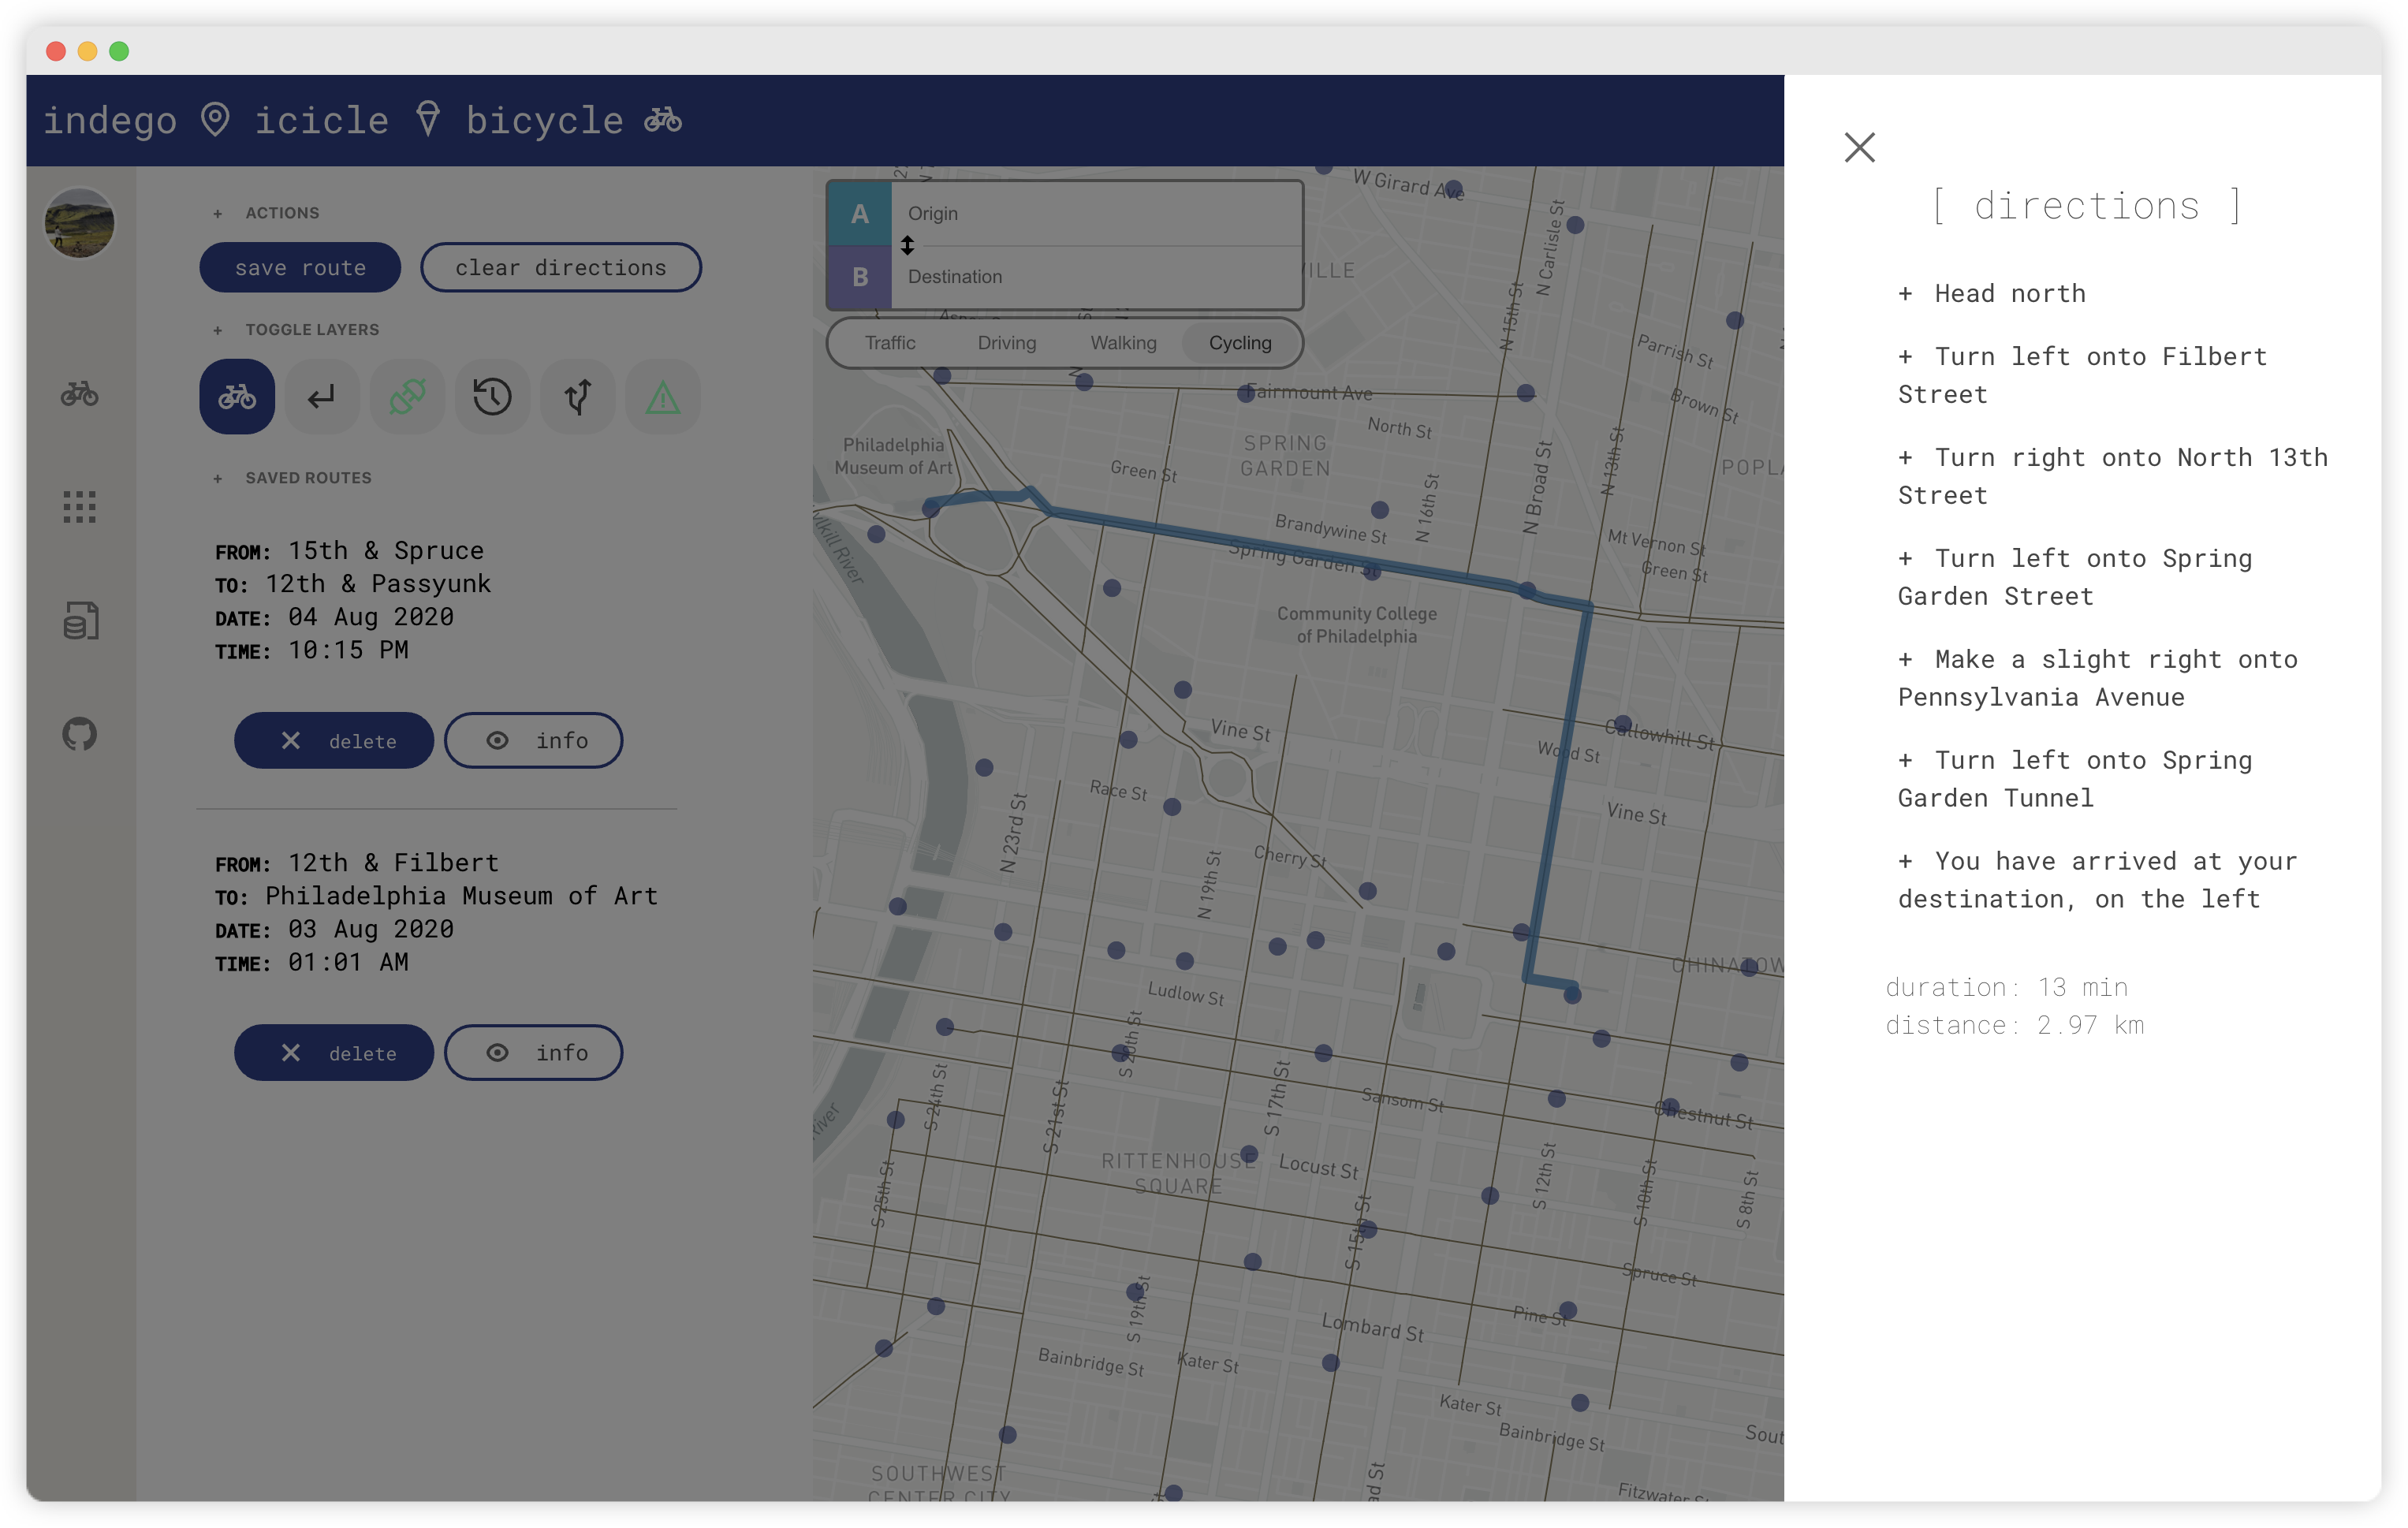 indego icicle bicycle
+ ACTIONS
save route
clear directions
+ TOGGLE LAYERS
+ SAVED ROUTES
FROM: 15th & Spruce
TO: 12th & Passyunk
DATE: 04 Aug 2020
TIME: 10:15 PM
delete
info
FROM: 12th & Filbert
TO: Philadelphia Museum of Art
DATE: 03 Aug 2020
TIME: 01:01 AM
delete
info
A Origin
B Destination
Traffic Driving Walking Cycling
W Girard Ave
N Carlisle St
N 15th St
Parrish St
Brown St
Fairmount Ave
North St
Philadelphia
Museum of Art
Green St
SPRING
GARDEN
N 16th St
N Broad St
N 13th St
Brandywine St
Spring Garden St
Mt Vernon St
Green St
Community College
of Philadelphia
Vine St
Callowhill St
Wood St
Race St
Vine St
N 23rd St
Cherry St
N 19th St
Ludlow St
S 20th St
S 24th St
S 21st St
S 17th St
Sansom St
Chestnut St
RITTENHOUSE
SQUARE
Locust St
S 12th St
S 10th St
S 8th St
S 25th St
S 15th St
Spruce St
S 19th St
Pine St
Lombard St
Bainbridge St
Kater St
Kater St
Bainbridge St
SOUTHWEST
CENTER CITY
[ directions ]
+ Head north
+ Turn left onto Filbert
Street
+ Turn right onto North 13th
Street
+ Turn left onto Spring
Garden Street
+ Make a slight right onto
Pennsylvania Avenue
+ Turn left onto Spring
Garden Tunnel
+ You have arrived at your
destination, on the left
duration: 13 min
distance: 2.97 km